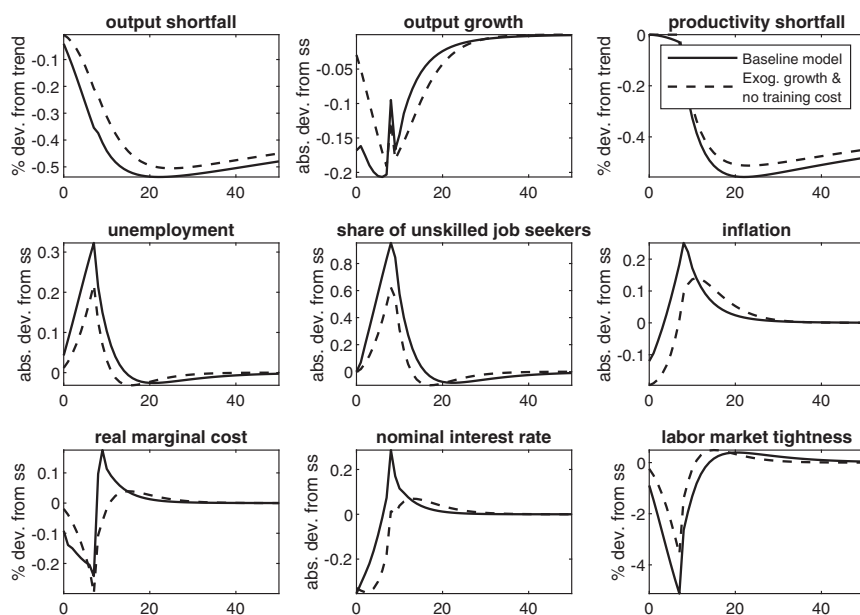 output shortfall
% dev. from trend
-0.1
-0.2
-0.3
-0.4
-0.5
0 20 40
output growth
abs. dev. from ss
-0.05
-0.1
-0.15
-0.2
0 20 40
productivity shortfall
% dev. from trend
0
-0.2
-0.4
0 20 40
Baseline model
Exog. growth &
no training cost
unemployment
abs. dev. from ss
0.3
0.2
0.1
0
0 20 40
share of unskilled job seekers
abs. dev. from ss
0.8
0.6
0.4
0.2
0
0 20 40
inflation
abs. dev. from ss
0.2
0.1
0
-0.1
0 20 40
real marginal cost
% dev. from ss
0.1
0
-0.1
-0.2
0 20 40
nominal interest rate
abs. dev. from ss
0.2
0
-0.2
0 20 40
labor market tightness
% dev. from ss
0
-2
-4
0 20 40